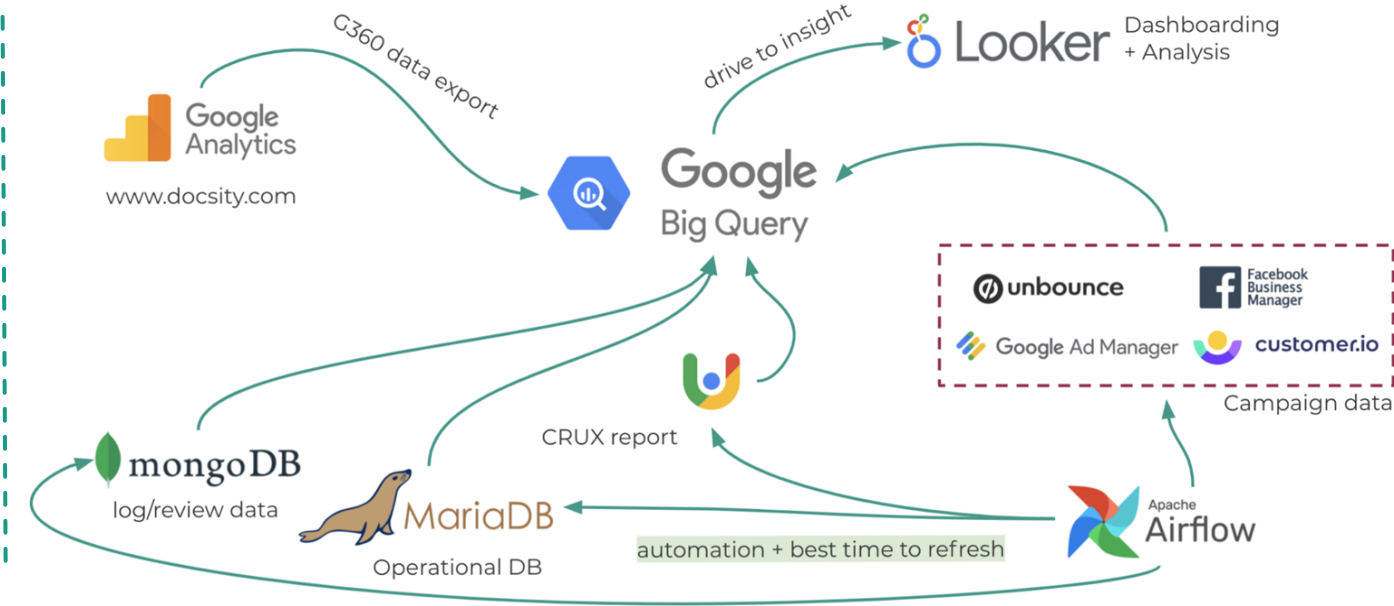 G360 data export
drive to insight
Looker
Dashboarding
+ Analysis
Google
Analytics
www.docsity.com
Google
Big Query
unbounce
Facebook
Business
Manager
Google Ad Manager
customer.io
Campaign data
CRUX report
mongoDB
log/review data
MariaDB
Operational DB
automation + best time to refresh
Apache
Airflow